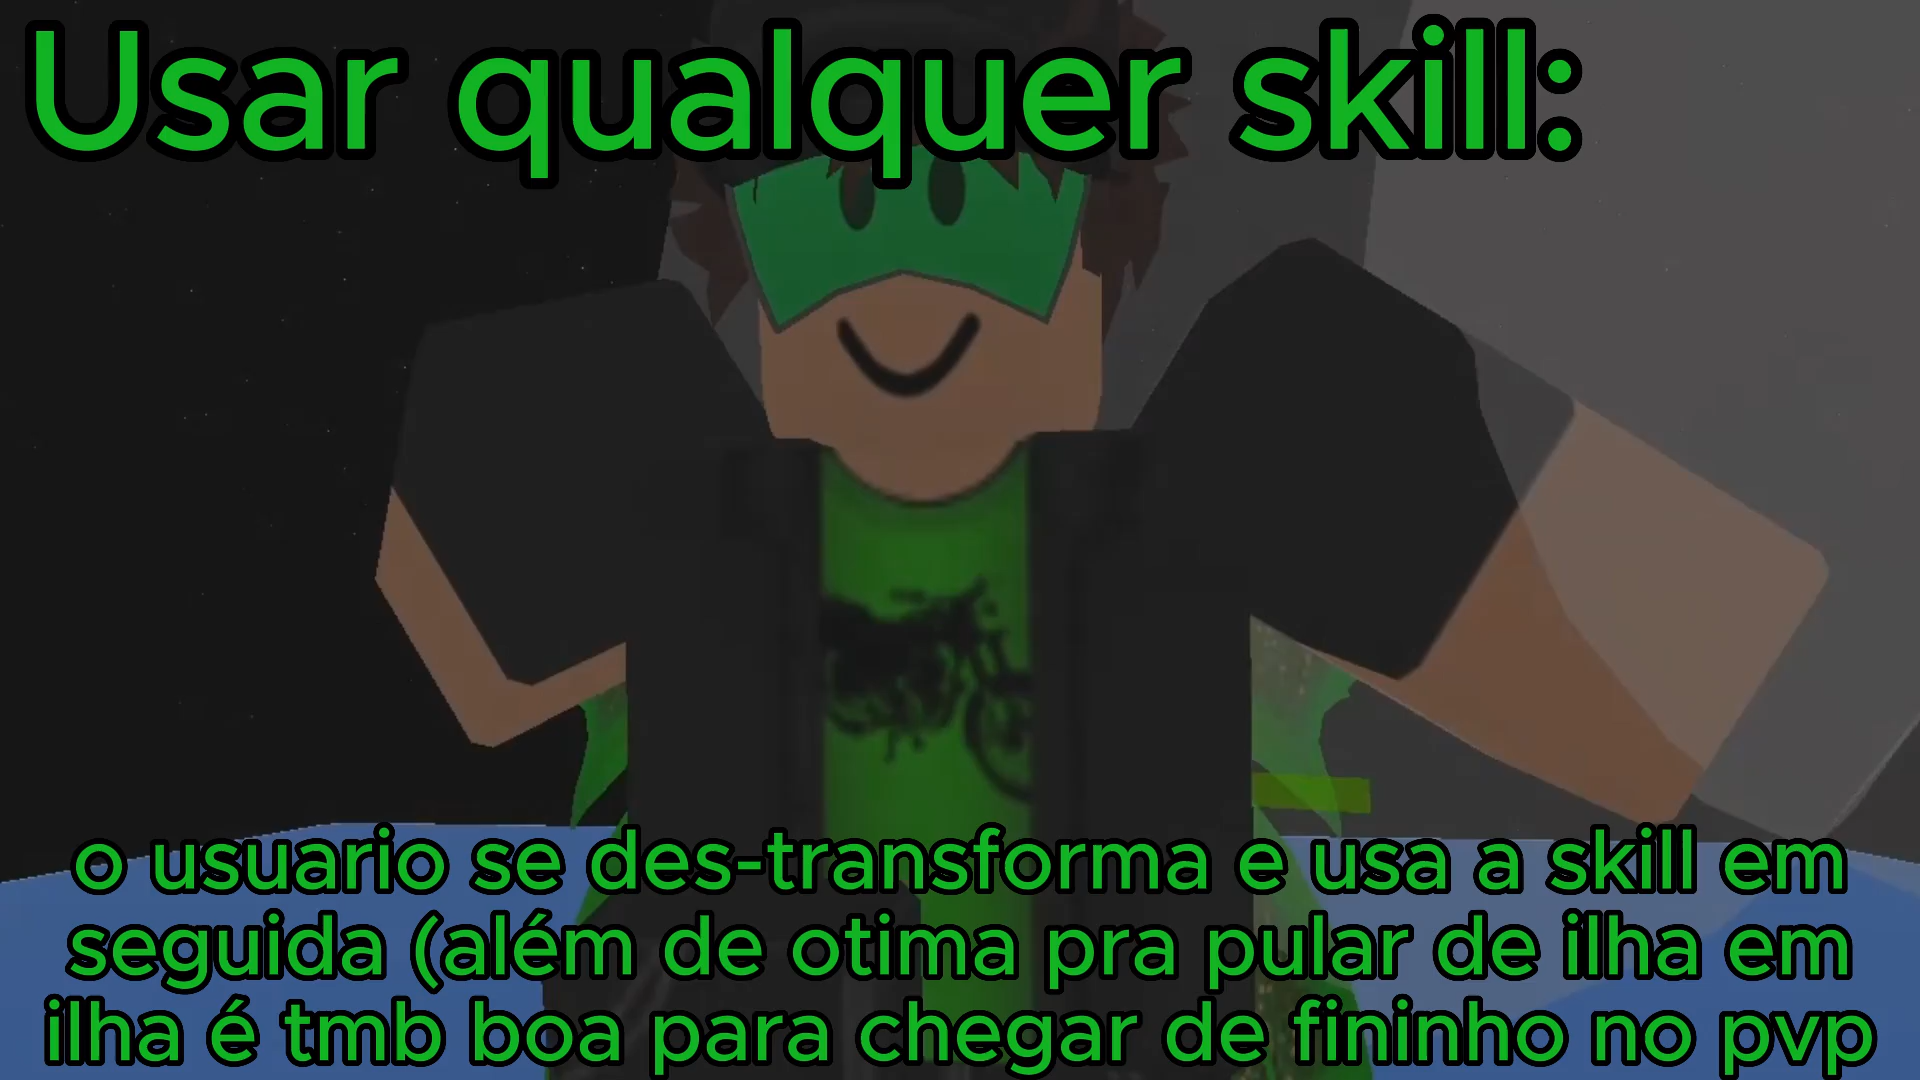 Usar qualquer skill:
o usuario se des-transforma e usa a skill em
seguida (além de otima pra pular de ilha em
ilha é tmb boa para chegar de fininho no pvp